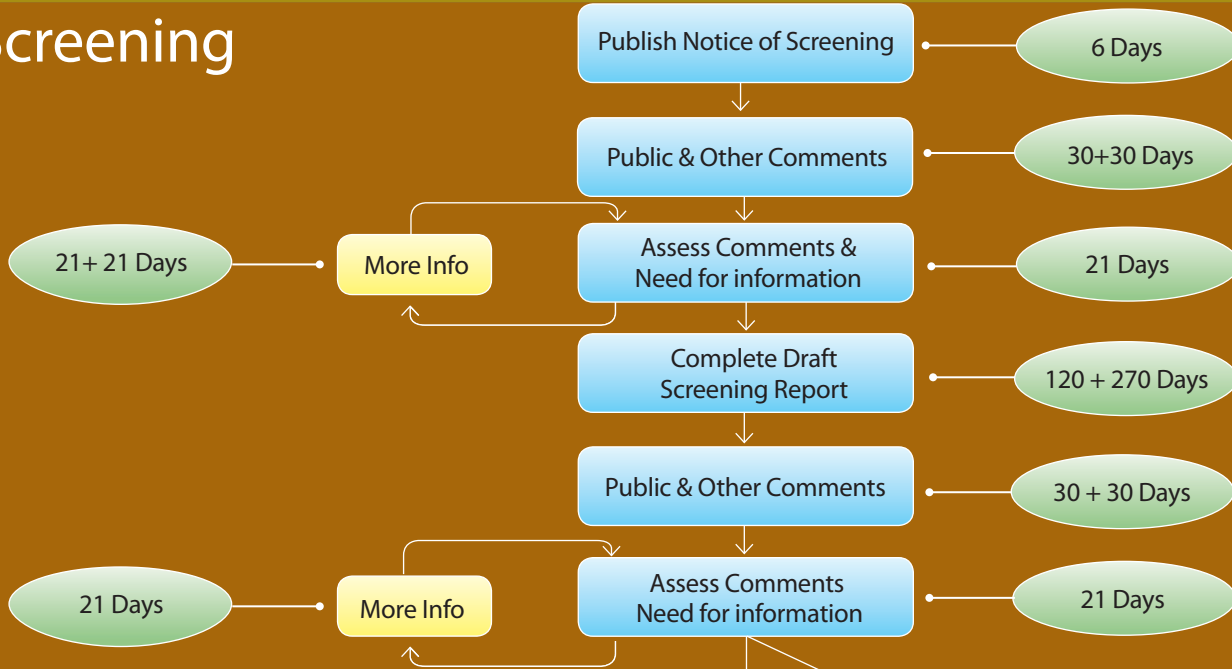 Screening
Publish Notice of Screening
6 Days
Public & Other Comments
30+30 Days
21+ 21 Days
More Info
Assess Comments &
Need for information
21 Days
Complete Draft
Screening Report
120 + 270 Days
Public & Other Comments
30 + 30 Days
21 Days
More Info
Assess Comments
Need for information
21 Days